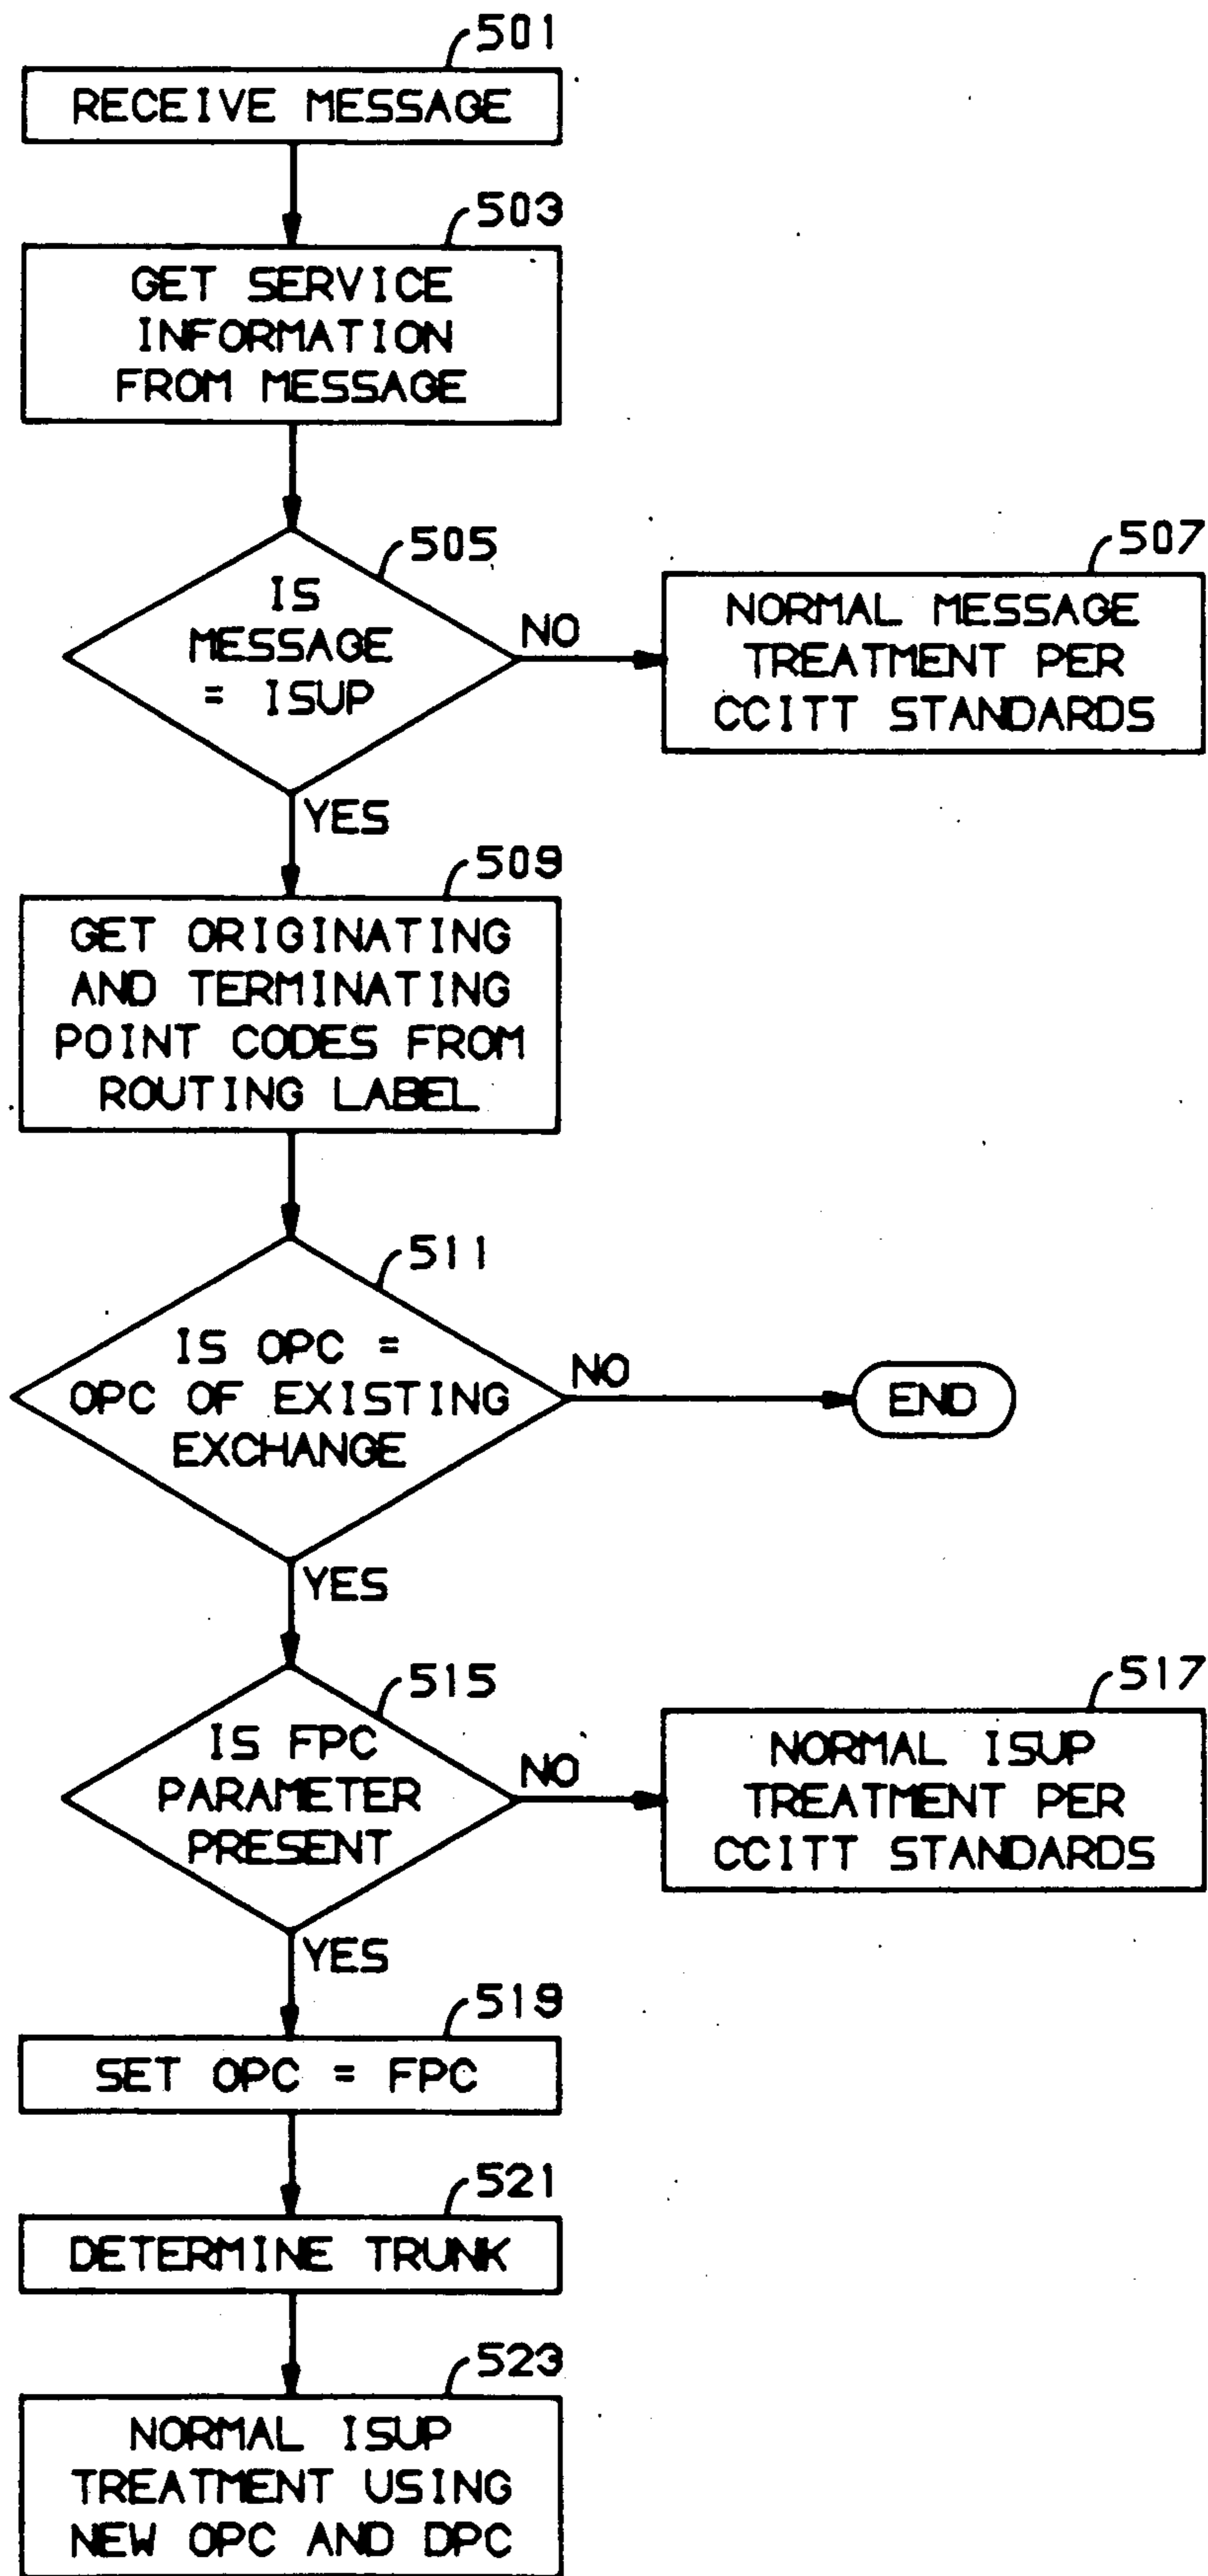 501
RECEIVE MESSAGE
503
GET SERVICE
INFORMATION
FROM MESSAGE
505
IS
MESSAGE
= ISUP
NO
507
NORMAL MESSAGE
TREATMENT PER
CCITT STANDARDS
YES
509
GET ORIGINATING
AND TERMINATING
POINT CODES FROM
ROUTING LABEL
511
IS OPC =
OPC OF EXISTING
EXCHANGE
NO
END
YES
515
IS FPC
PARAMETER
PRESENT
NO
517
NORMAL ISUP
TREATMENT PER
CCITT STANDARDS
YES
519
SET OPC = FPC
521
DETERMINE TRUNK
523
NORMAL ISUP
TREATMENT USING
NEW OPC AND DPC